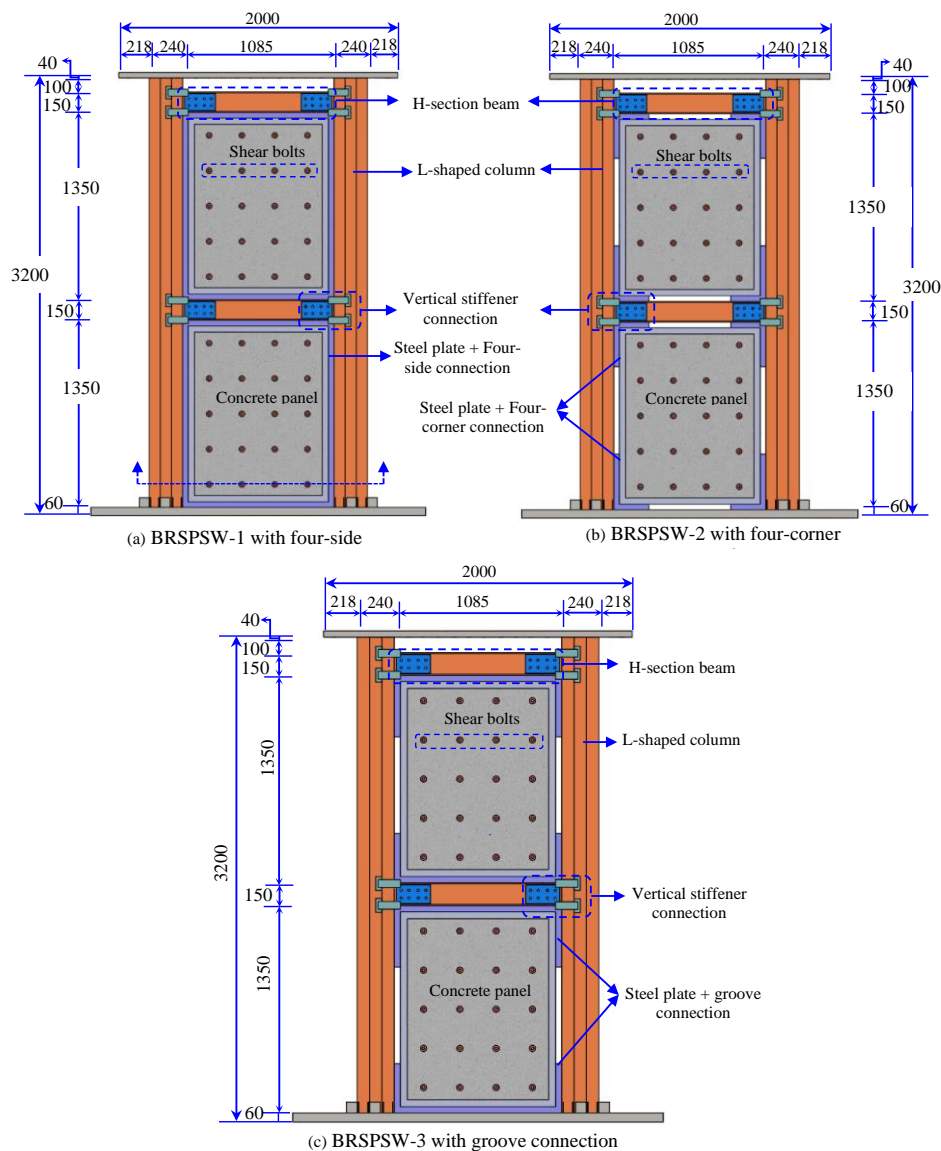 2000
218 240 1085 240 218
40
100
150
1350
3200
150
1350
60
Shear bolts
Concrete panel
(a) BRSPSW-1 with four-side
H-section beam
L-shaped column
Vertical stiffener
connection
Steel plate + Four-
side connection
Steel plate + Four-
corner connection
2000
218 240 1085 240 218
40
100
150
1350
3200
150
1350
60
Shear bolts
Concrete panel
(b) BRSPSW-2 with four-corner
2000
218 240 1085 240 218
40
100
150
1350
3200
150
1350
60
Shear bolts
Concrete panel
H-section beam
L-shaped column
Vertical stiffener
connection
Steel plate + groove
connection
(c) BRSPSW-3 with groove connection